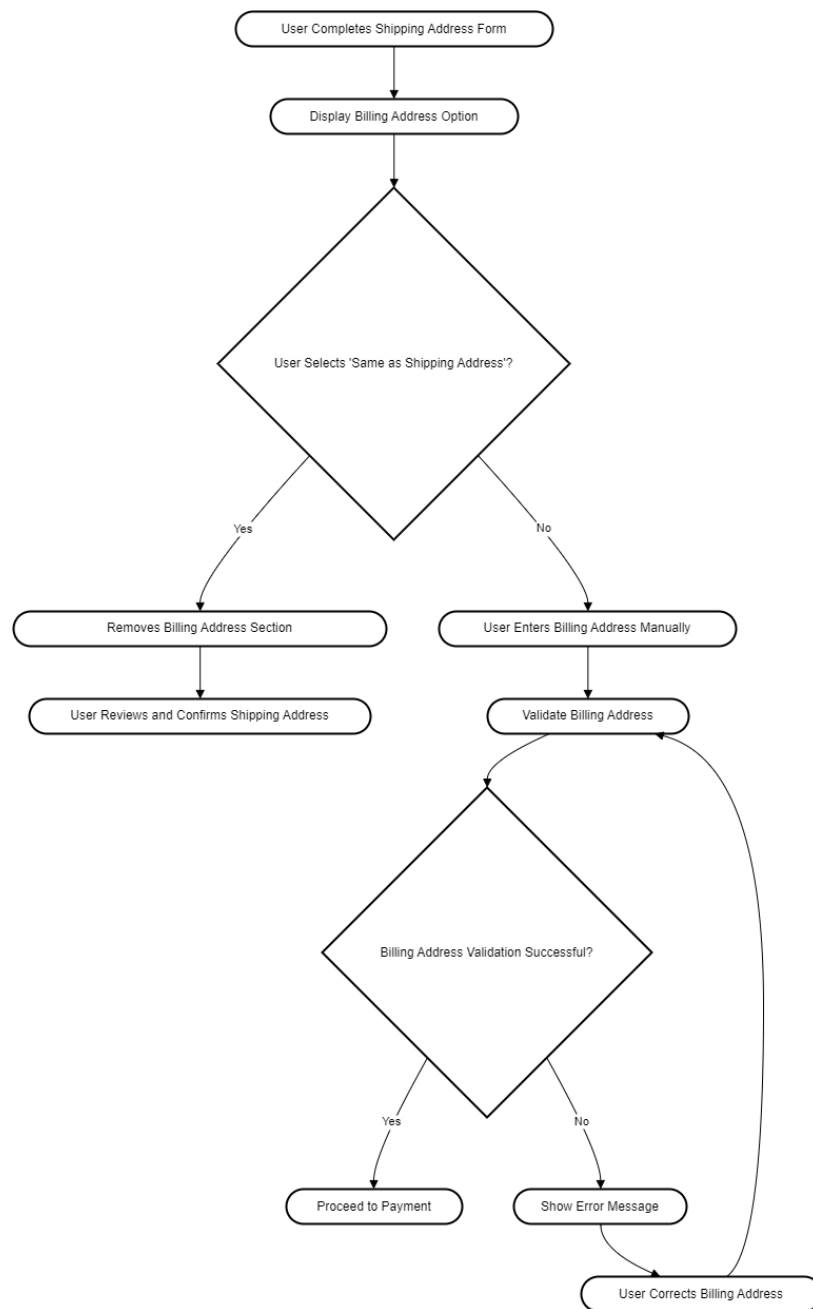 User Completes Shipping Address Form
Display Billing Address Option
User Selects 'Same as Shipping Address'?
Yes
No
Removes Billing Address Section
User Enters Billing Address Manually
User Reviews and Confirms Shipping Address
Validate Billing Address
Billing Address Validation Successful?
Yes
No
Proceed to Payment
Show Error Message
User Corrects Billing Address